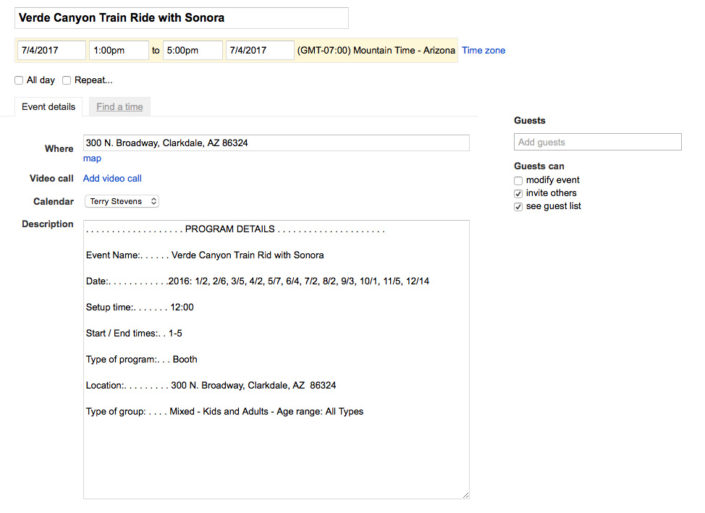 Verde Canyon Train Ride with Sonora
7/4/2017 1:00pm to 5:00pm 7/4/2017 (GMT-07:00) Mountain Time - Arizona Time zone
All day Repeat...
Event details Find a time
Where 300 N. Broadway, Clarkdale, AZ 86324
map
Video call Add video call
Calendar Terry Stevens
Description . . . . . . . . . . . . . . . . . . . PROGRAM DETAILS . . . . . . . . . . . . . . . . . . . . .
Event Name:. . . . . . Verde Canyon Train Rid with Sonora
Date:. . . . . . . . . . . .2016: 1/2, 2/6, 3/5, 4/2, 5/7, 6/4, 7/2, 8/2, 9/3, 10/1, 11/5, 12/14
Setup time:. . . . . . . 12:00
Start / End times:. . 1-5
Type of program:. . . Booth
Location:. . . . . . . . . 300 N. Broadway, Clarkdale, AZ  86324
Type of group: . . . . Mixed - Kids and Adults - Age range: All Types
Guests
Add guests
Guests can
modify event
invite others
see guest list